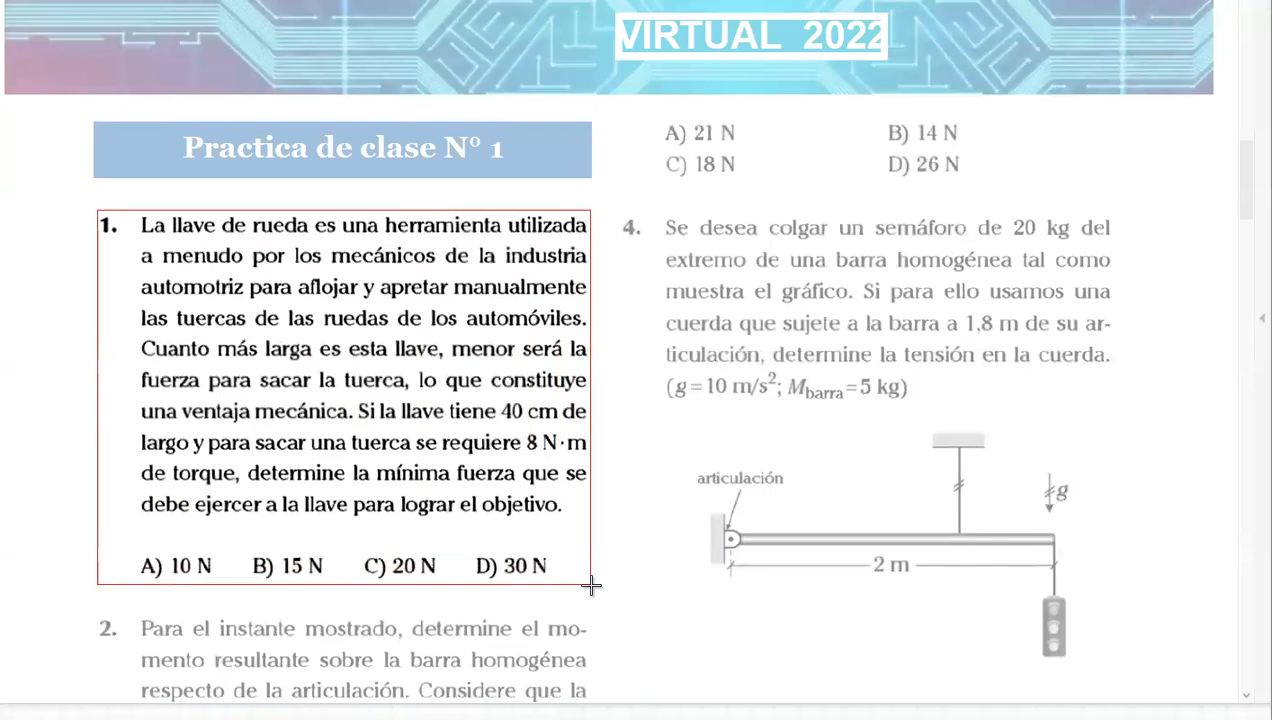 VIRTUAL 2022
Practica de clase N° 1
1. La llave de rueda es una herramienta utilizada
a menudo por los mecánicos de la industria
automotriz para aflojar y apretar manualmente
las tuercas de las ruedas de los automóviles.
Cuanto más larga es esta llave, menor será la
fuerza para sacar la tuerca, lo que constituye
una ventaja mecánica. Si la llave tiene 40 cm de
largo y para sacar una tuerca se requiere 8 N·m
de torque, determine la mínima fuerza que se
debe ejercer a la llave para lograr el objetivo.
A) 10 N B) 15 N C) 20 N D) 30 N
2. Para el instante mostrado, determine el mo-
mento resultante sobre la barra homogénea
respecto de la articulación. Considere que la
A) 21 N B) 14 N
C) 18 N D) 26 N
4. Se desea colgar un semáforo de 20 kg del
extremo de una barra homogénea tal como
muestra el gráfico. Si para ello usamos una
cuerda que sujete a la barra a 1,8 m de su ar-
ticulación, determine la tensión en la cuerda.
(g=10 m/s²; Mbarra=5 kg)
articulación
g
2 m